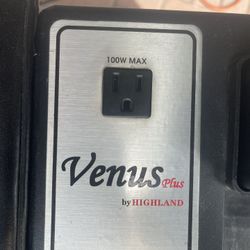 100W MAX
Venus Plus
by HIGHLAND